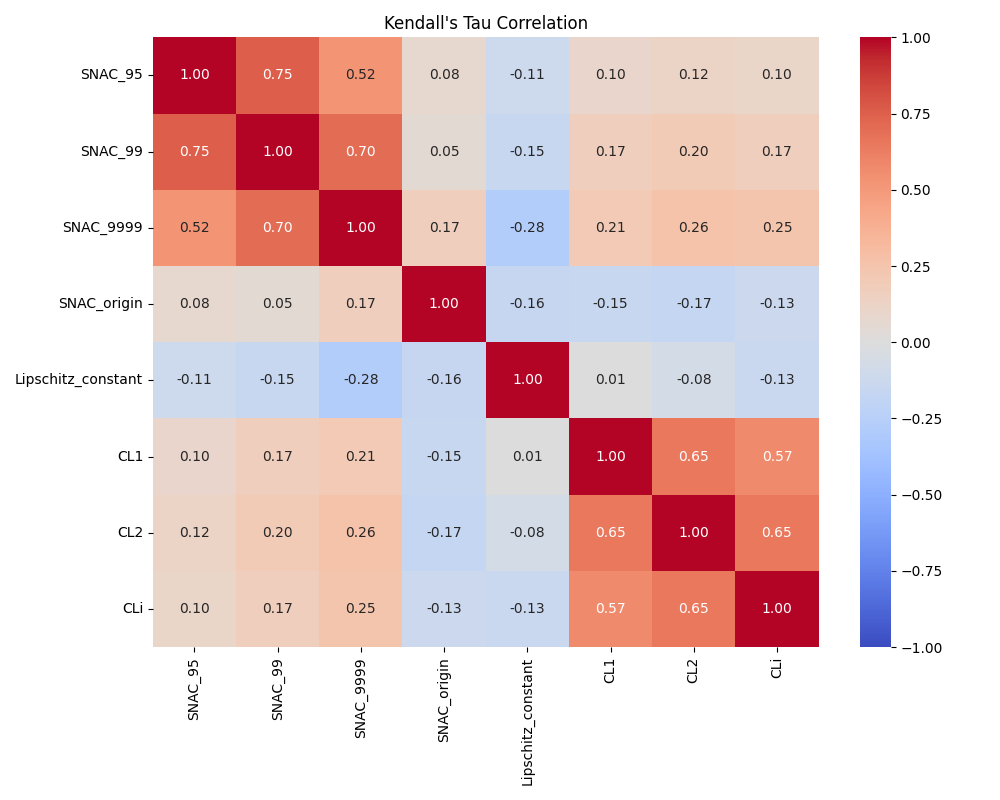 Kendall's Tau Correlation
SNAC_95 1.00 0.75 0.52 0.08 -0.11 0.10 0.12 0.10
SNAC_99 0.75 1.00 0.70 0.05 -0.15 0.17 0.20 0.17
SNAC_9999 0.52 0.70 1.00 0.17 -0.28 0.21 0.26 0.25
SNAC_origin 0.08 0.05 0.17 1.00 -0.16 -0.15 -0.17 -0.13
Lipschitz_constant -0.11 -0.15 -0.28 -0.16 1.00 0.01 -0.08 -0.13
CL1 0.10 0.17 0.21 -0.15 0.01 1.00 0.65 0.57
CL2 0.12 0.20 0.26 -0.17 -0.08 0.65 1.00 0.65
CLi 0.10 0.17 0.25 -0.13 -0.13 0.57 0.65 1.00
SNAC_95
SNAC_99
SNAC_9999
SNAC_origin
Lipschitz_constant
CL1
CL2
CLi
1.00
0.75
0.50
0.25
0.00
−0.25
−0.50
−0.75
−1.00